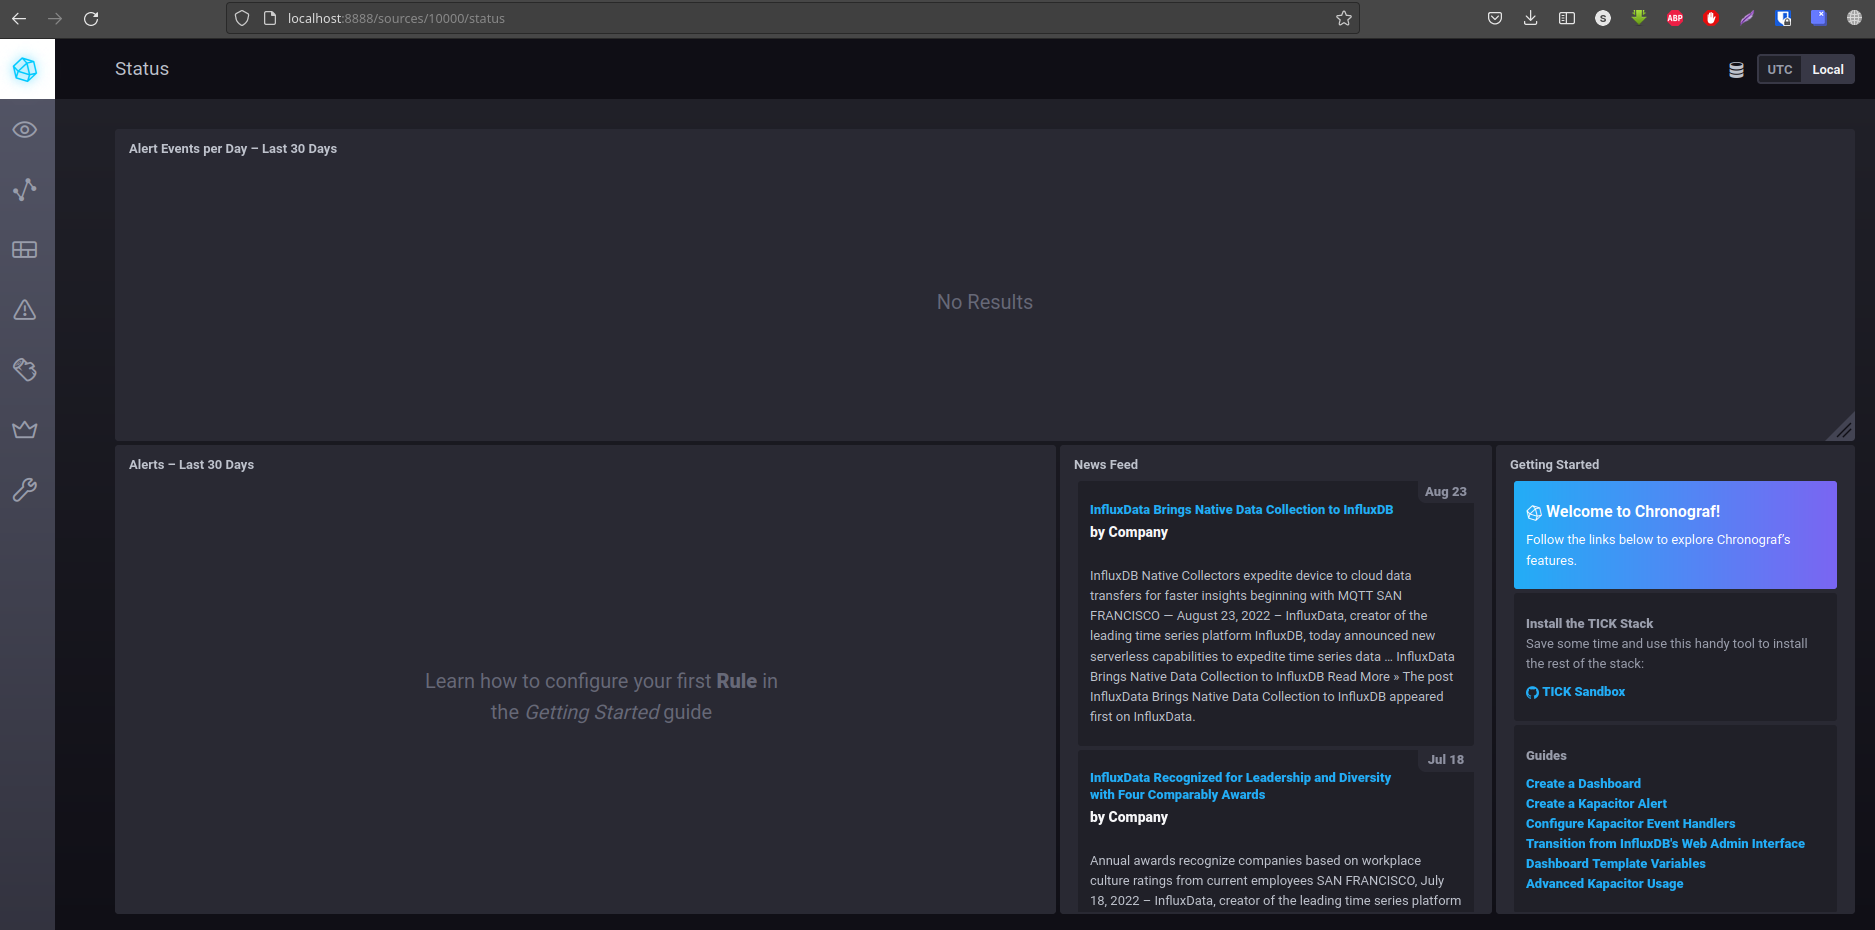 localhost:8888/sources/10000/status
S
ABP
Status
UTC
Local
Alert Events per Day – Last 30 Days
No Results
Alerts – Last 30 Days
Learn how to configure your first Rule in
the Getting Started guide
News Feed
Aug 23
InfluxData Brings Native Data Collection to InfluxDB
by Company
InfluxDB Native Collectors expedite device to cloud data
transfers for faster insights beginning with MQTT SAN
FRANCISCO — August 23, 2022 – InfluxData, creator of the
leading time series platform InfluxDB, today announced new
serverless capabilities to expedite time series data ... InfluxData
Brings Native Data Collection to InfluxDB Read More » The post
InfluxData Brings Native Data Collection to InfluxDB appeared
first on InfluxData.
Jul 18
InfluxData Recognized for Leadership and Diversity
with Four Comparably Awards
by Company
Annual awards recognize companies based on workplace
culture ratings from current employees SAN FRANCISCO, July
18, 2022 – InfluxData, creator of the leading time series platform
Getting Started
Welcome to Chronograf!
Follow the links below to explore Chronograf's
features.
Install the TICK Stack
Save some time and use this handy tool to install
the rest of the stack:
TICK Sandbox
Guides
Create a Dashboard
Create a Kapacitor Alert
Configure Kapacitor Event Handlers
Transition from InfluxDB's Web Admin Interface
Dashboard Template Variables
Advanced Kapacitor Usage